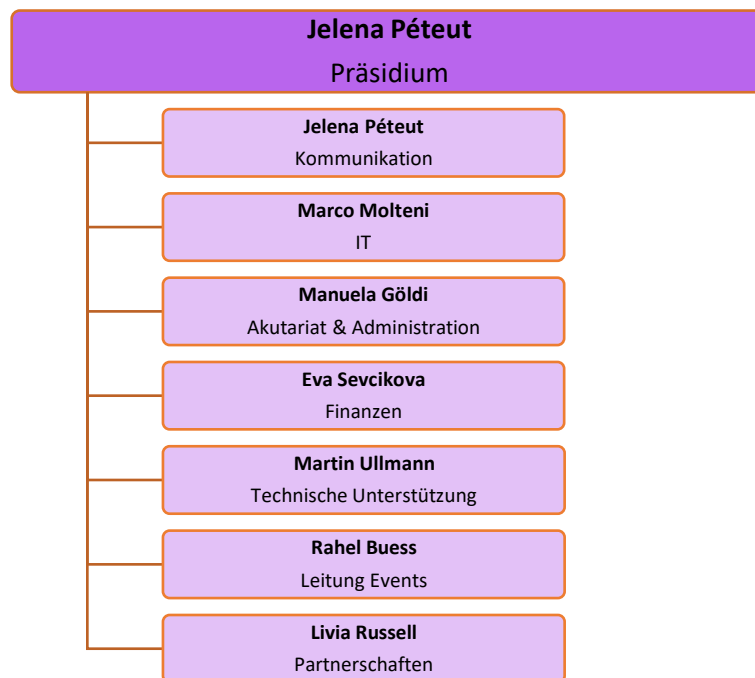 Jelena Péteut
Präsidium
Jelena Péteut
Kommunikation
Marco Molteni
IT
Manuela Göldi
Akutariat & Administration
Eva Sevcikova
Finanzen
Martin Ullmann
Technische Unterstützung
Rahel Buess
Leitung Events
Livia Russell
Partnerschaften